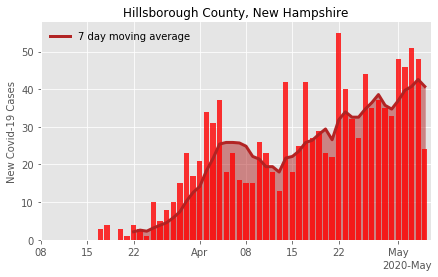 Hillsborough County, New Hampshire
7 day moving average
New Covid-19 Cases
50
40
30
20
10
0
08 15 22 Apr 08 15 22 May
2020-May